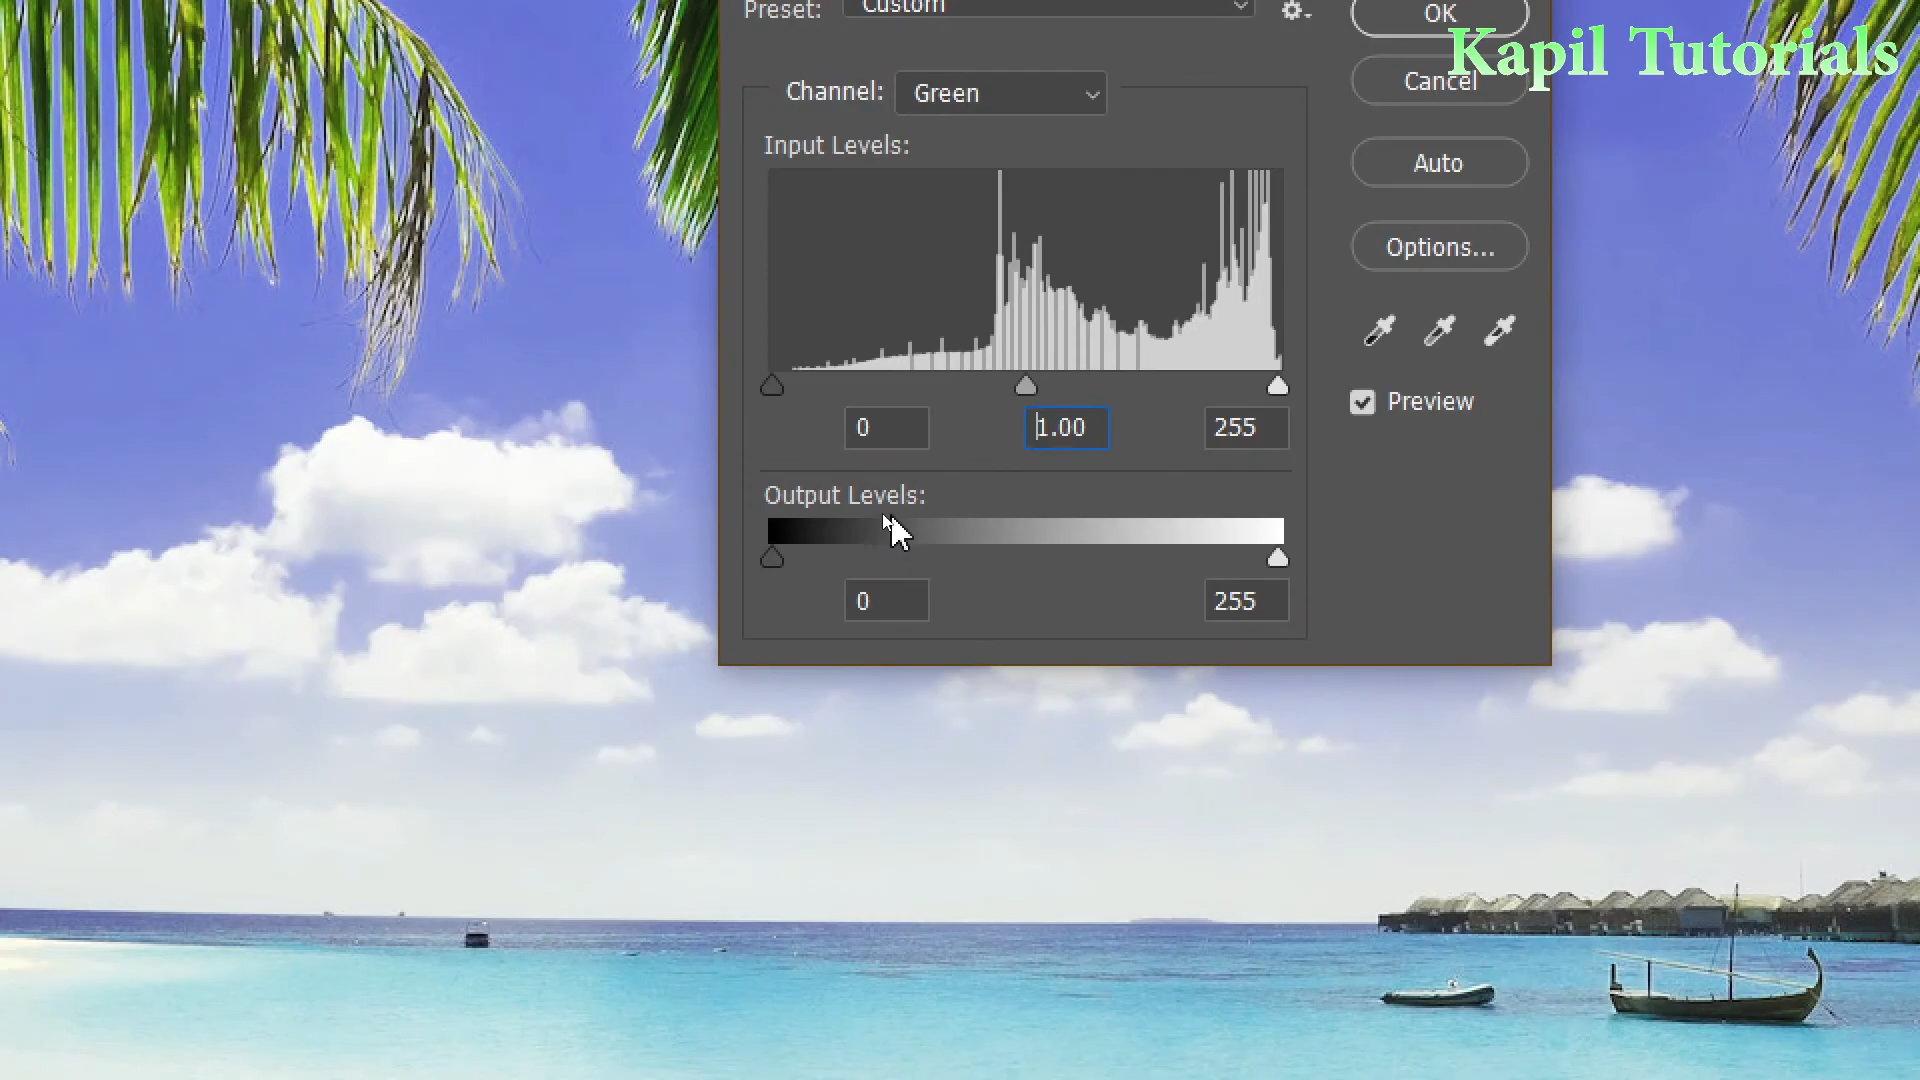 Preset: Custom
OK
Kapil Tutorials
Cancel
Channel: Green
Input Levels:
Auto
Options...
Preview
0 1.00 255
Output Levels:
0 255